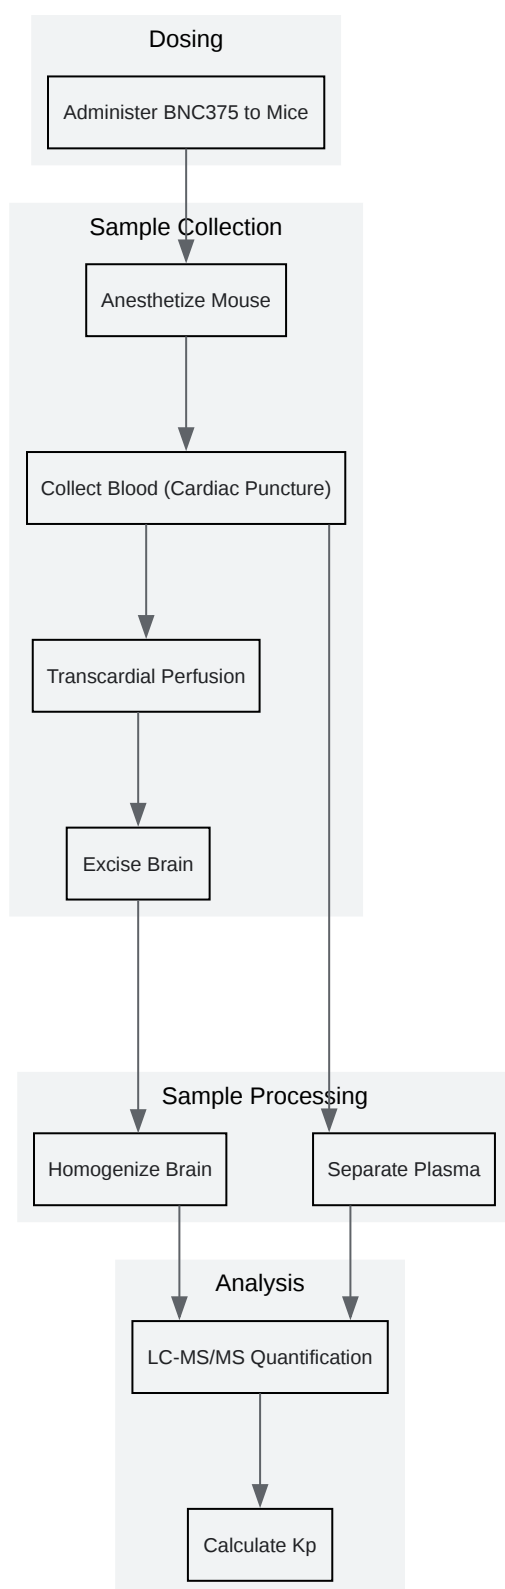 Dosing
Administer BNC375 to Mice
Sample Collection
Anesthetize Mouse
Collect Blood (Cardiac Puncture)
Transcardial Perfusion
Excise Brain
Sample Processing
Homogenize Brain
Separate Plasma
Analysis
LC-MS/MS Quantification
Calculate Kp